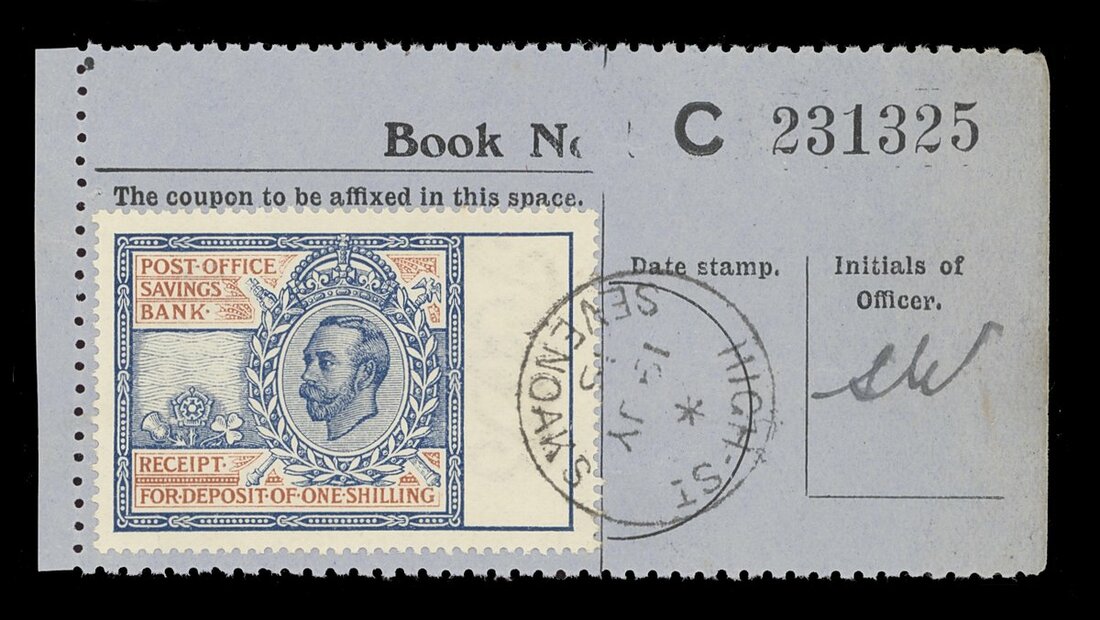 Book No C 231325
The coupon to be affixed in this space.
POST·OFFICE
SAVINGS
BANK·
RECEIPT·
FOR·DEPOSIT·OF·ONE·SHILLING
Date stamp.
HIGH-ST.
SEVENOAKS
JY
*
Initials of
Officer.